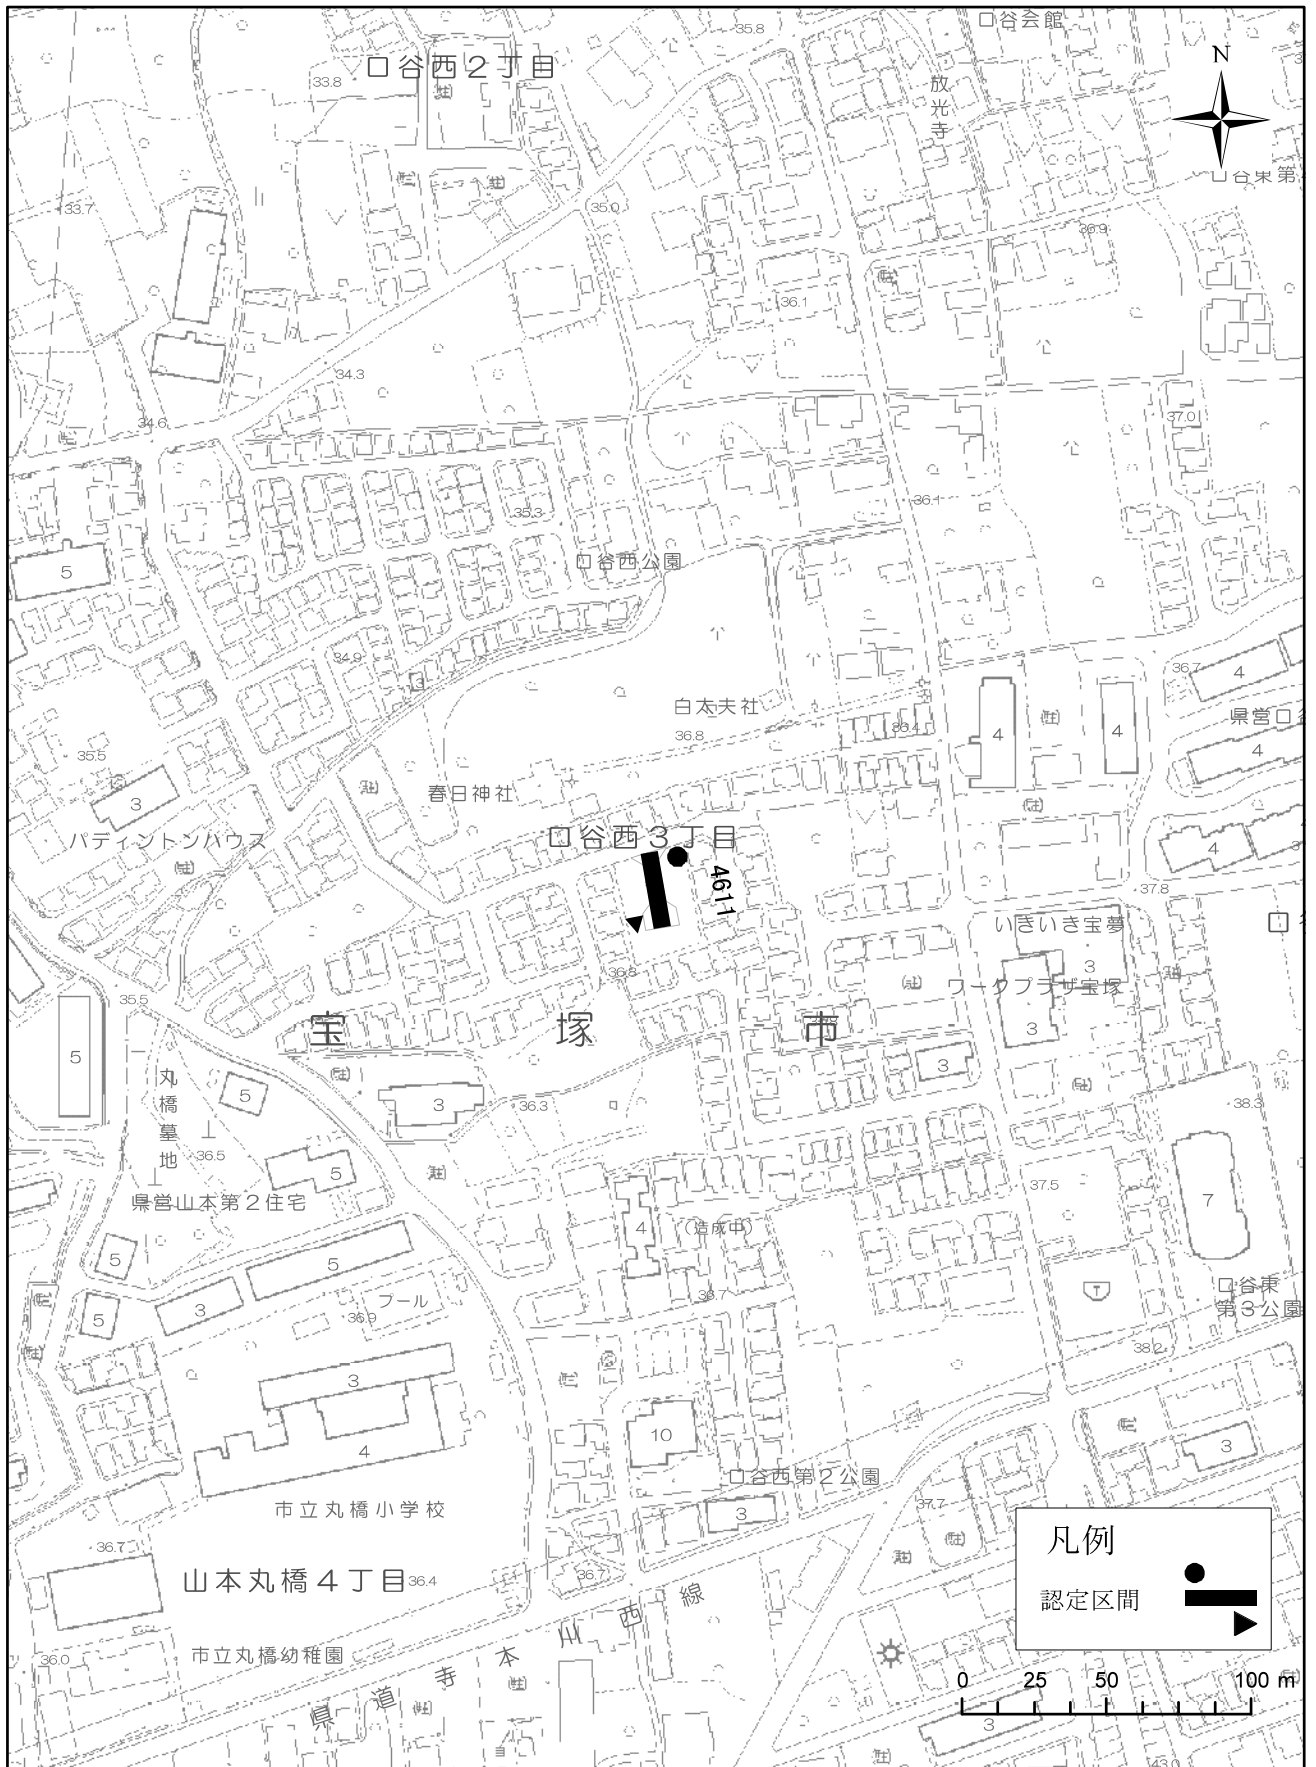 口谷会館
35.8
N
口谷西2丁目
33.8
放光寺
口谷東第4
33.7
35.0
36.9
36.1
34.3
34.6
37.0
35.3
36.1
口谷西公園
5
34.9
3
36.7
4
白太夫社
36.8
36.4
4
4
県営口谷
4
35.5
3
春日神社
口谷西3丁目
パディントンハウス
4
3
4611
37.8
いきいき宝夢
36.8
3
ワークプラザ宝塚
35.5
宝塚市
3
5
5
3
36.3
3
38.3
丸橋墓地
36.5
5
県営山本第2住宅
37.5
7
4
(造成中)
5
5
口谷東
第3公園
プール
3
36.9
5
38.2
3
4
10
3
口谷西第2公園
37.7
3
市立丸橋小学校
36.7
凡例
認定区間
山本丸橋4丁目
36.4
36.7
県道寺本川西線
市立丸橋幼稚園
36.0
0 25 50 100 m
3
43.0